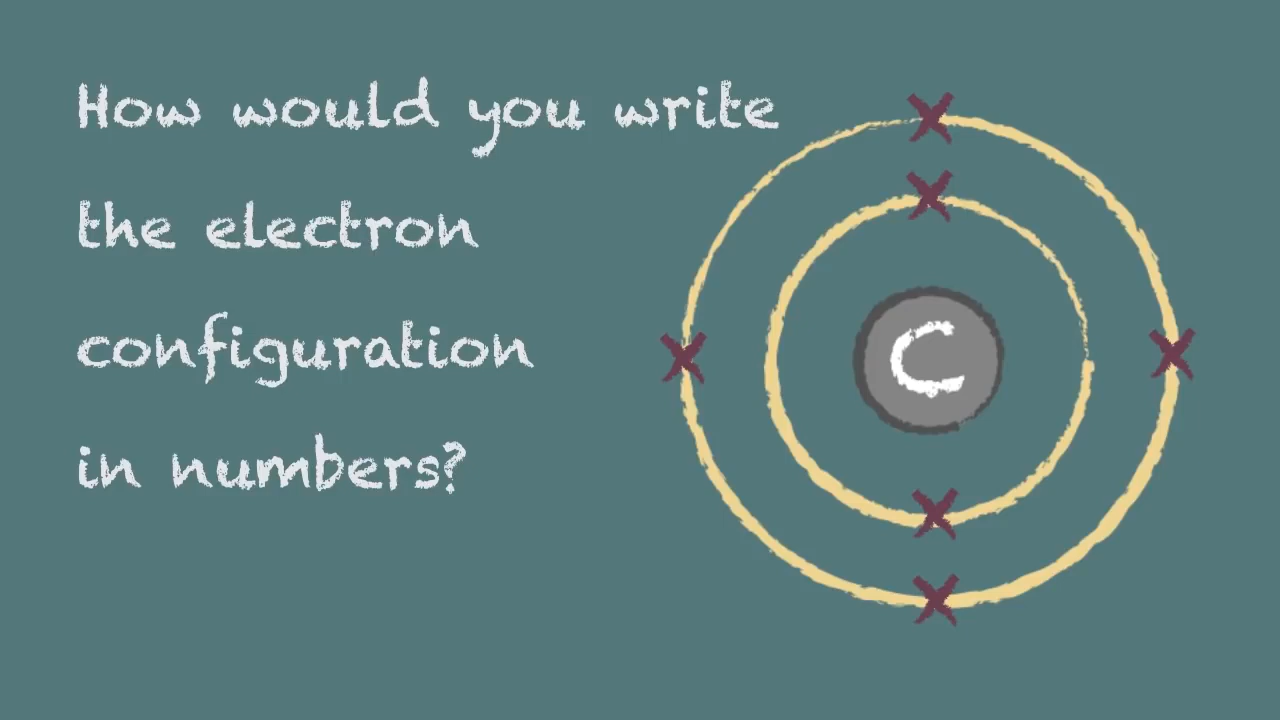 How would you write
the electron
configuration
in numbers?
C